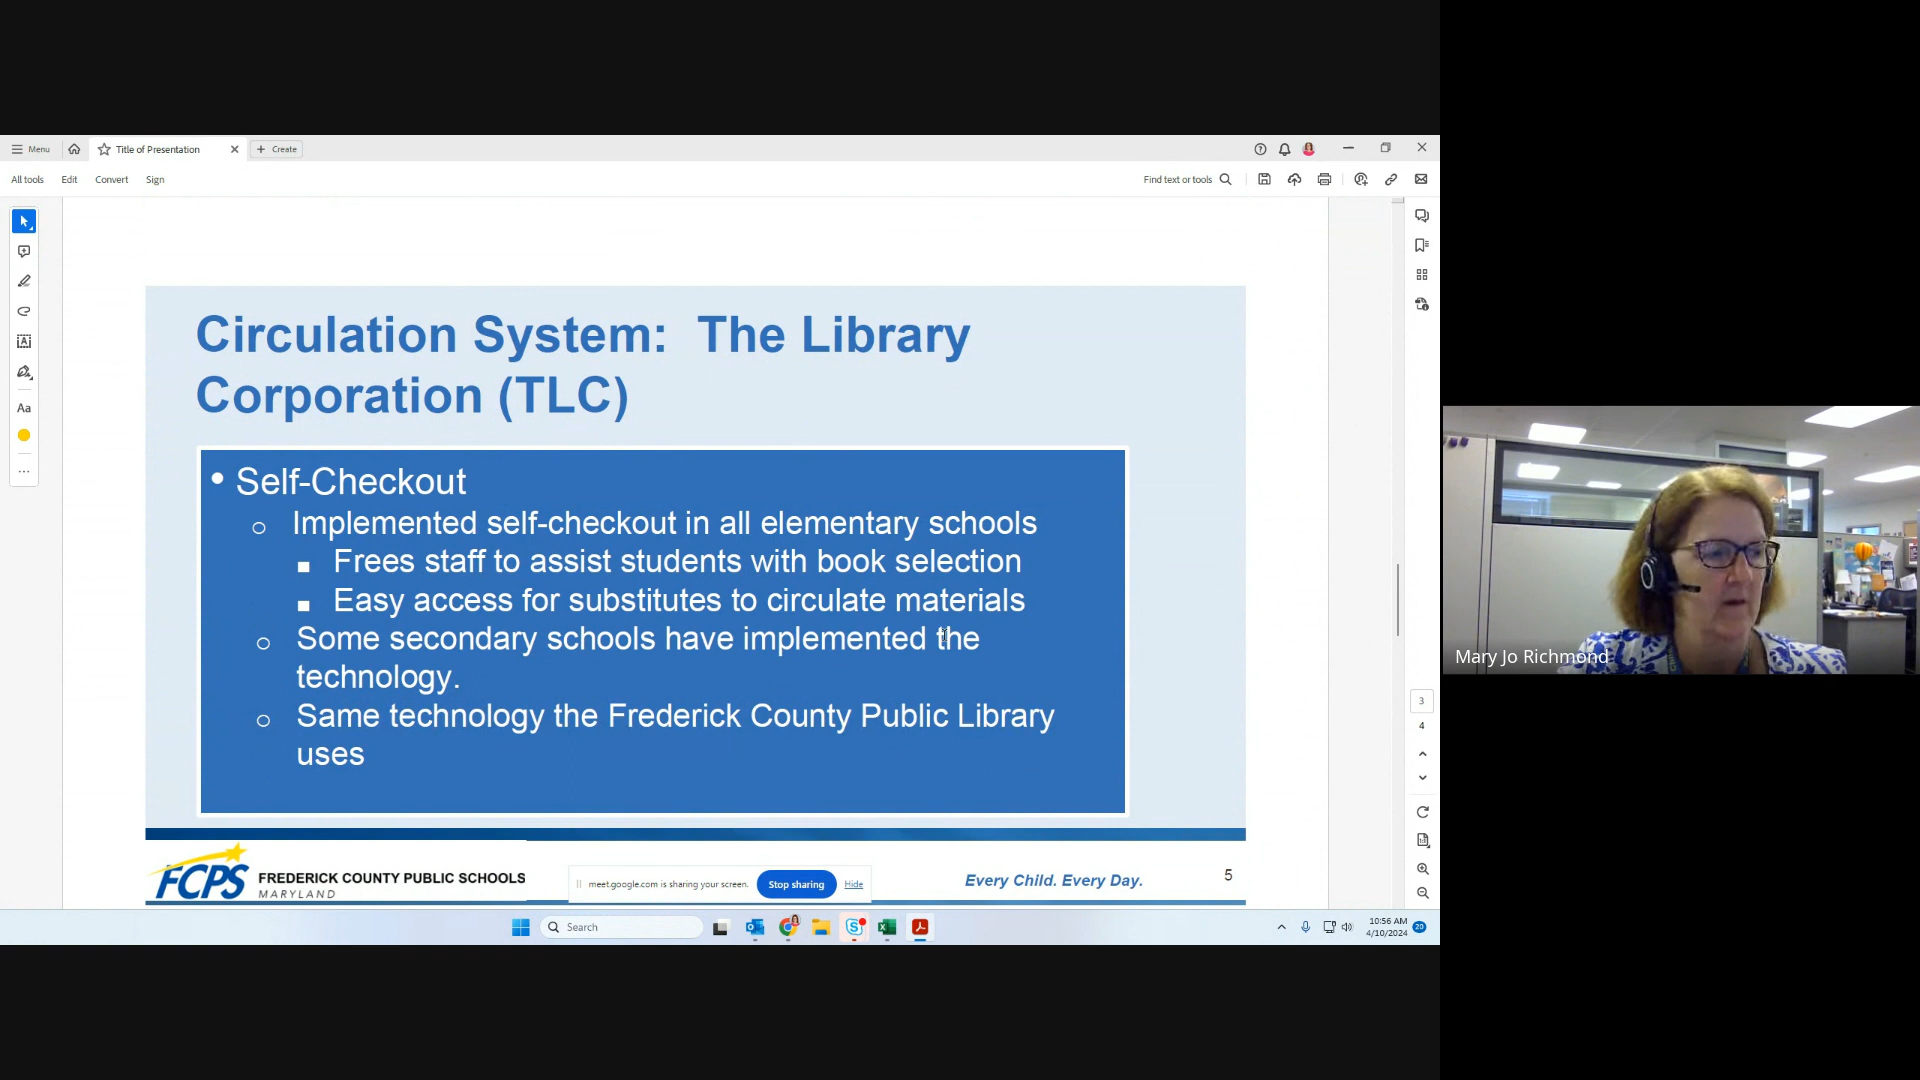 Menu
Title of Presentation
Create
All tools
Edit
Convert
Sign
Find text or tools
Circulation System:  The Library
Corporation (TLC)
• Self-Checkout
○ Implemented self-checkout in all elementary schools
■ Frees staff to assist students with book selection
■ Easy access for substitutes to circulate materials
○ Some secondary schools have implemented the
technology.
○ Same technology the Frederick County Public Library
uses
FCPS
FREDERICK COUNTY PUBLIC SCHOOLS
MARYLAND
meet.google.com is sharing your screen.
Stop sharing
Hide
Every Child. Every Day.
5
Aa
3
4
Search
10:56 AM
4/10/2024
20
Mary Jo Richmond